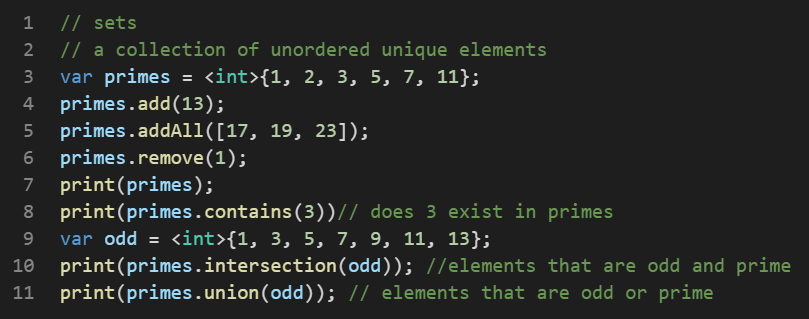 1 // sets
2 // a collection of unordered unique elements
3 var primes = <int>{1, 2, 3, 5, 7, 11};
4 primes.add(13);
5 primes.addAll([17, 19, 23]);
6 primes.remove(1);
7 print(primes);
8 print(primes.contains(3))// does 3 exist in primes
9 var odd = <int>{1, 3, 5, 7, 9, 11, 13};
10 print(primes.intersection(odd)); //elements that are odd and prime
11 print(primes.union(odd)); // elements that are odd or prime